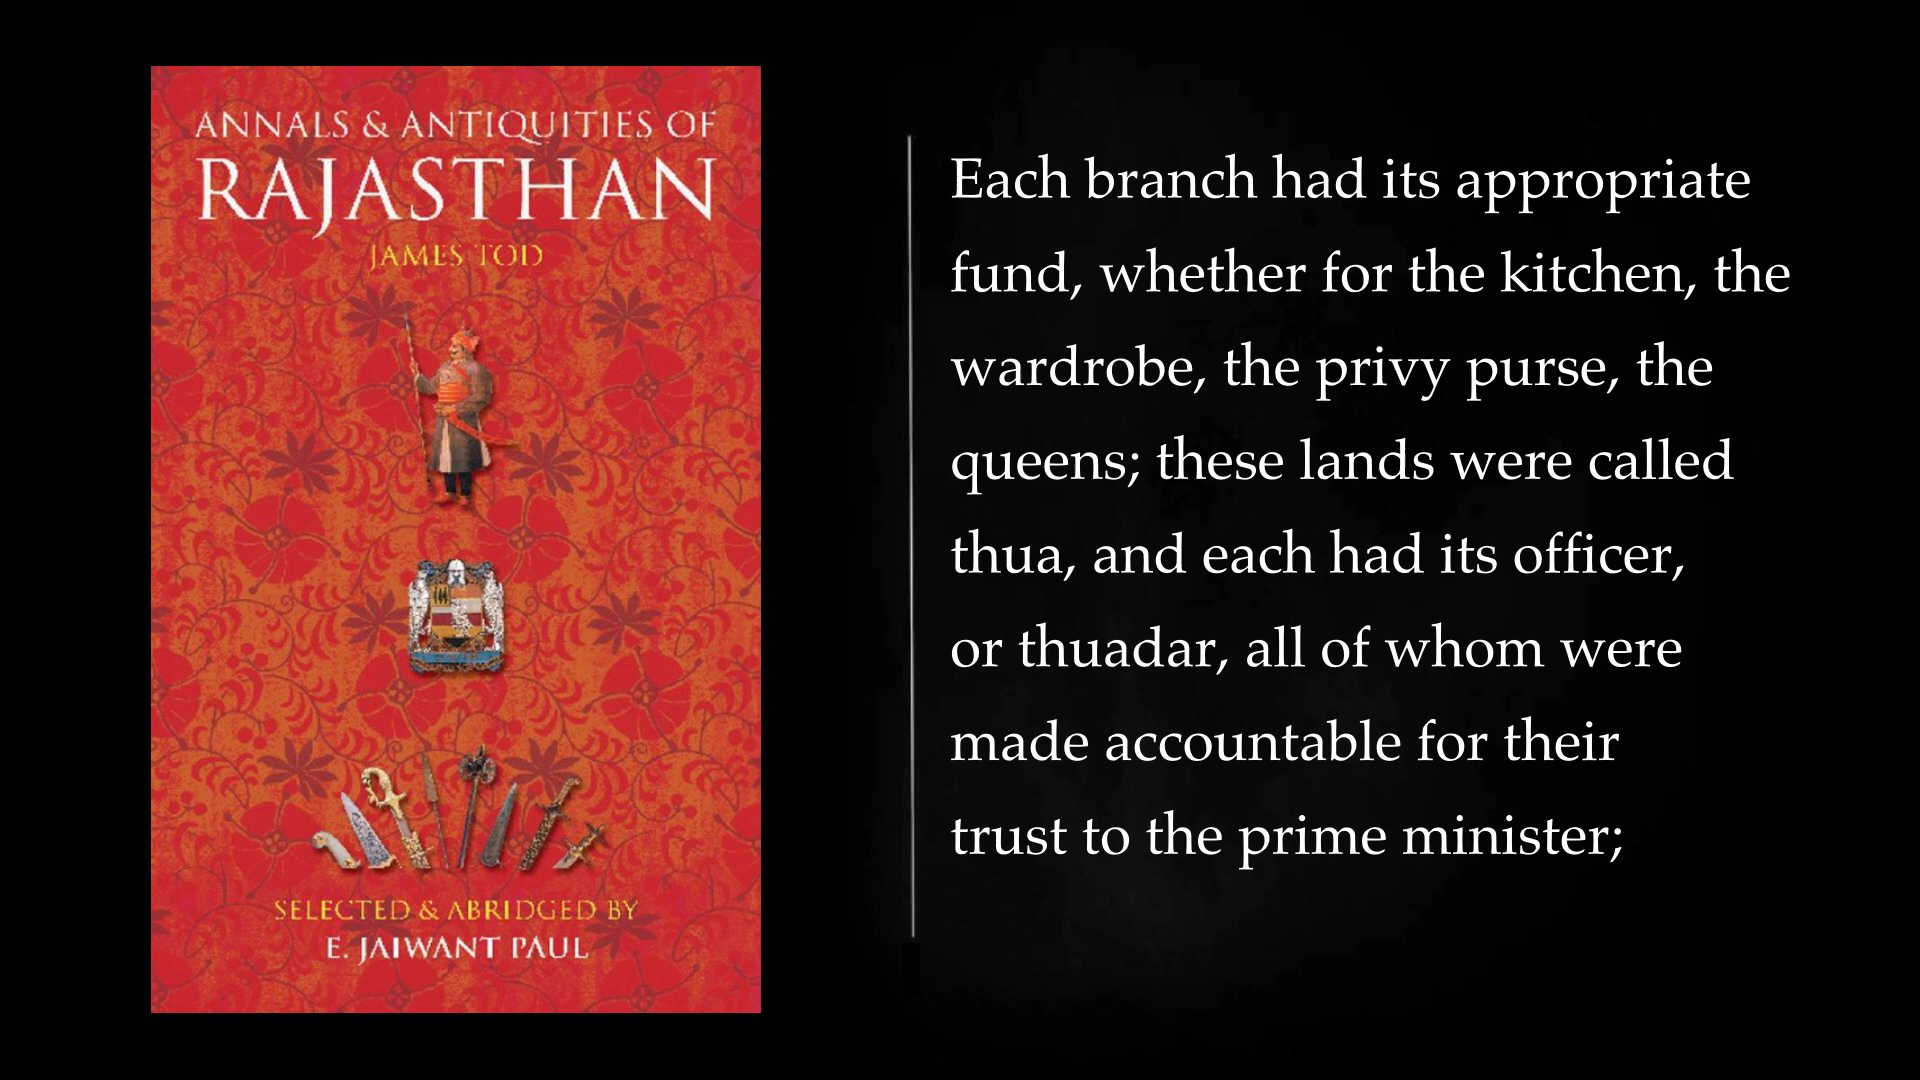 ANNALS & ANTIQUITIES OF
RAJASTHAN
JAMES TOD
SELECTED & ABRIDGED BY
E. JAIWANT PAUL
Each branch had its appropriate
fund, whether for the kitchen, the
wardrobe, the privy purse, the
queens; these lands were called
thua, and each had its officer,
or thuadar, all of whom were
made accountable for their
trust to the prime minister;